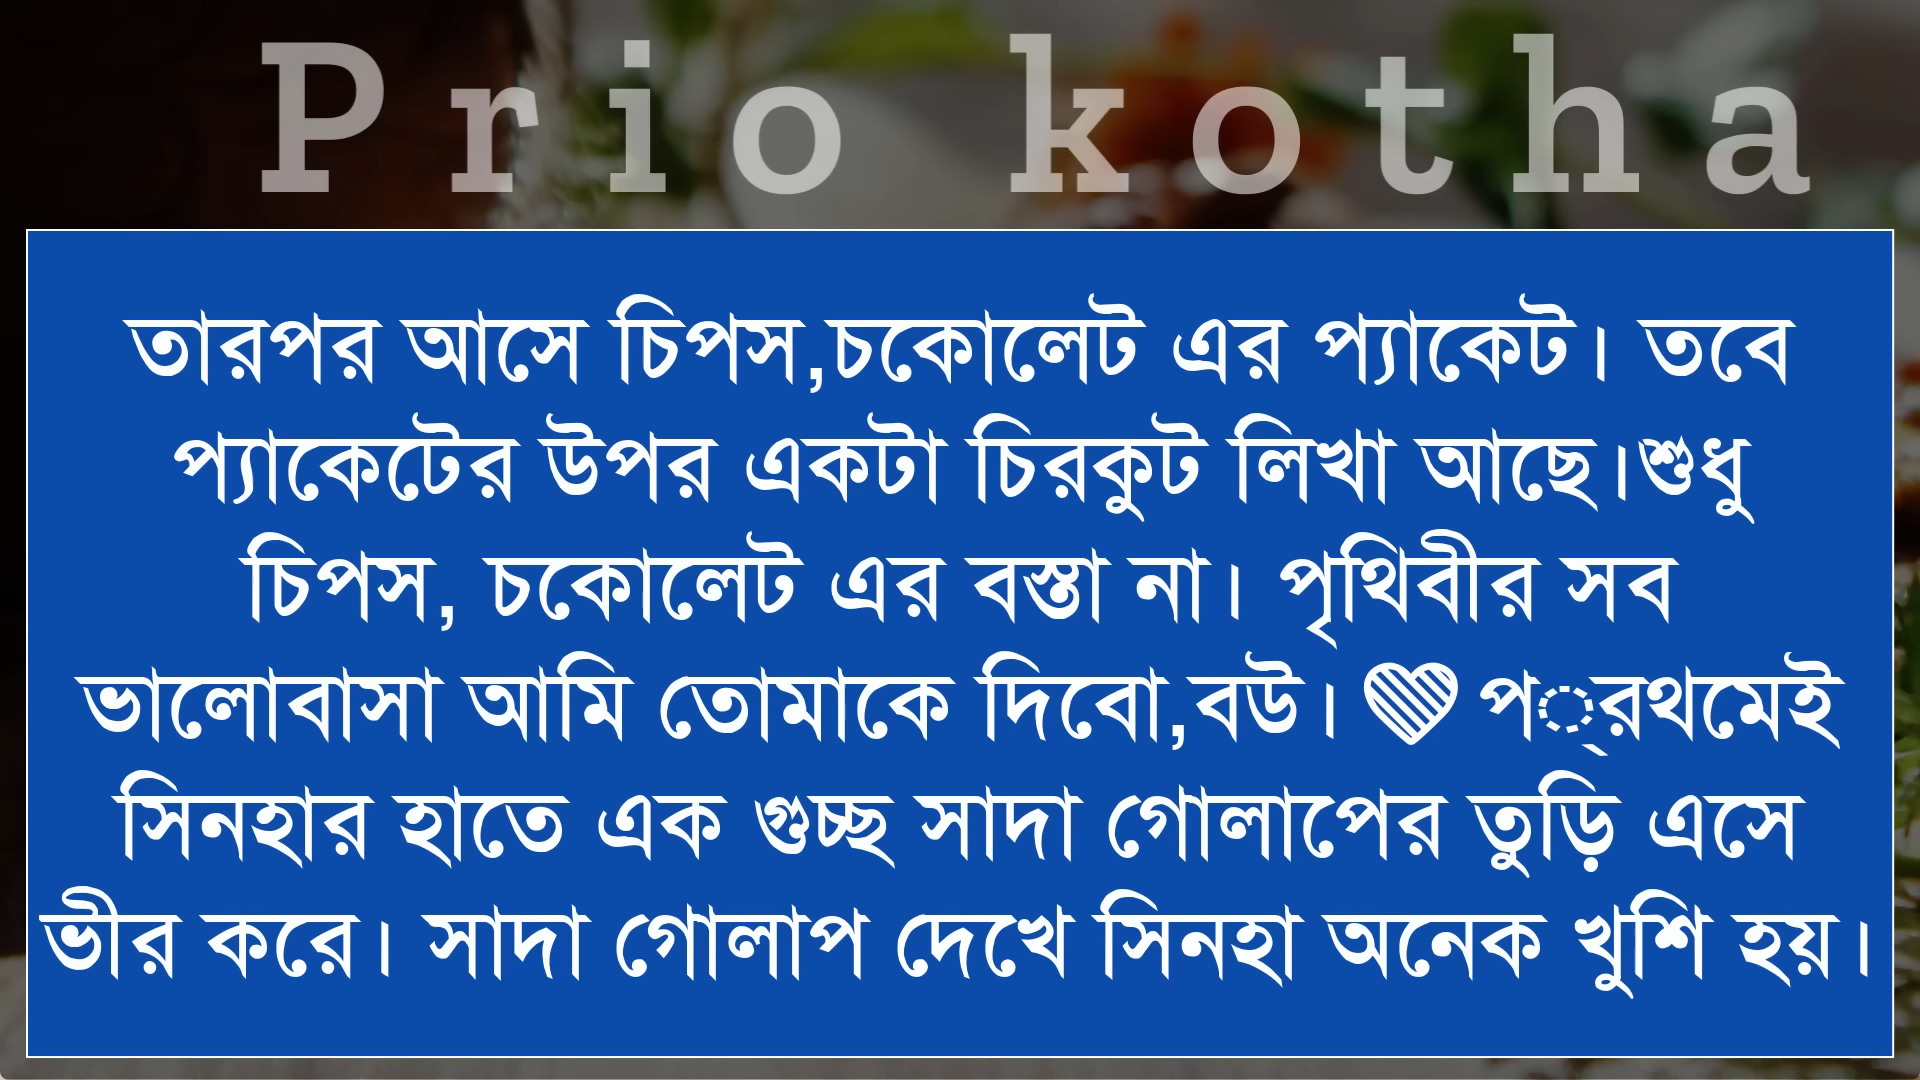 Prio kotha
তারপর আসে চিপস,চকোলেট এর প্যাকেট। তবে
প্যাকেটের উপর একটা চিরকুট লিখা আছে।শুধু
চিপস, চকোলেট এর বস্তা না। পৃথিবীর সব
ভালোবাসা আমি তোমাকে দিবো,বউ। 💝 প্রথমেই
সিনহার হাতে এক গুচ্ছ সাদা গোলাপের তুড়ি এসে
ভীর করে। সাদা গোলাপ দেখে সিনহা অনেক খুশি হয়।